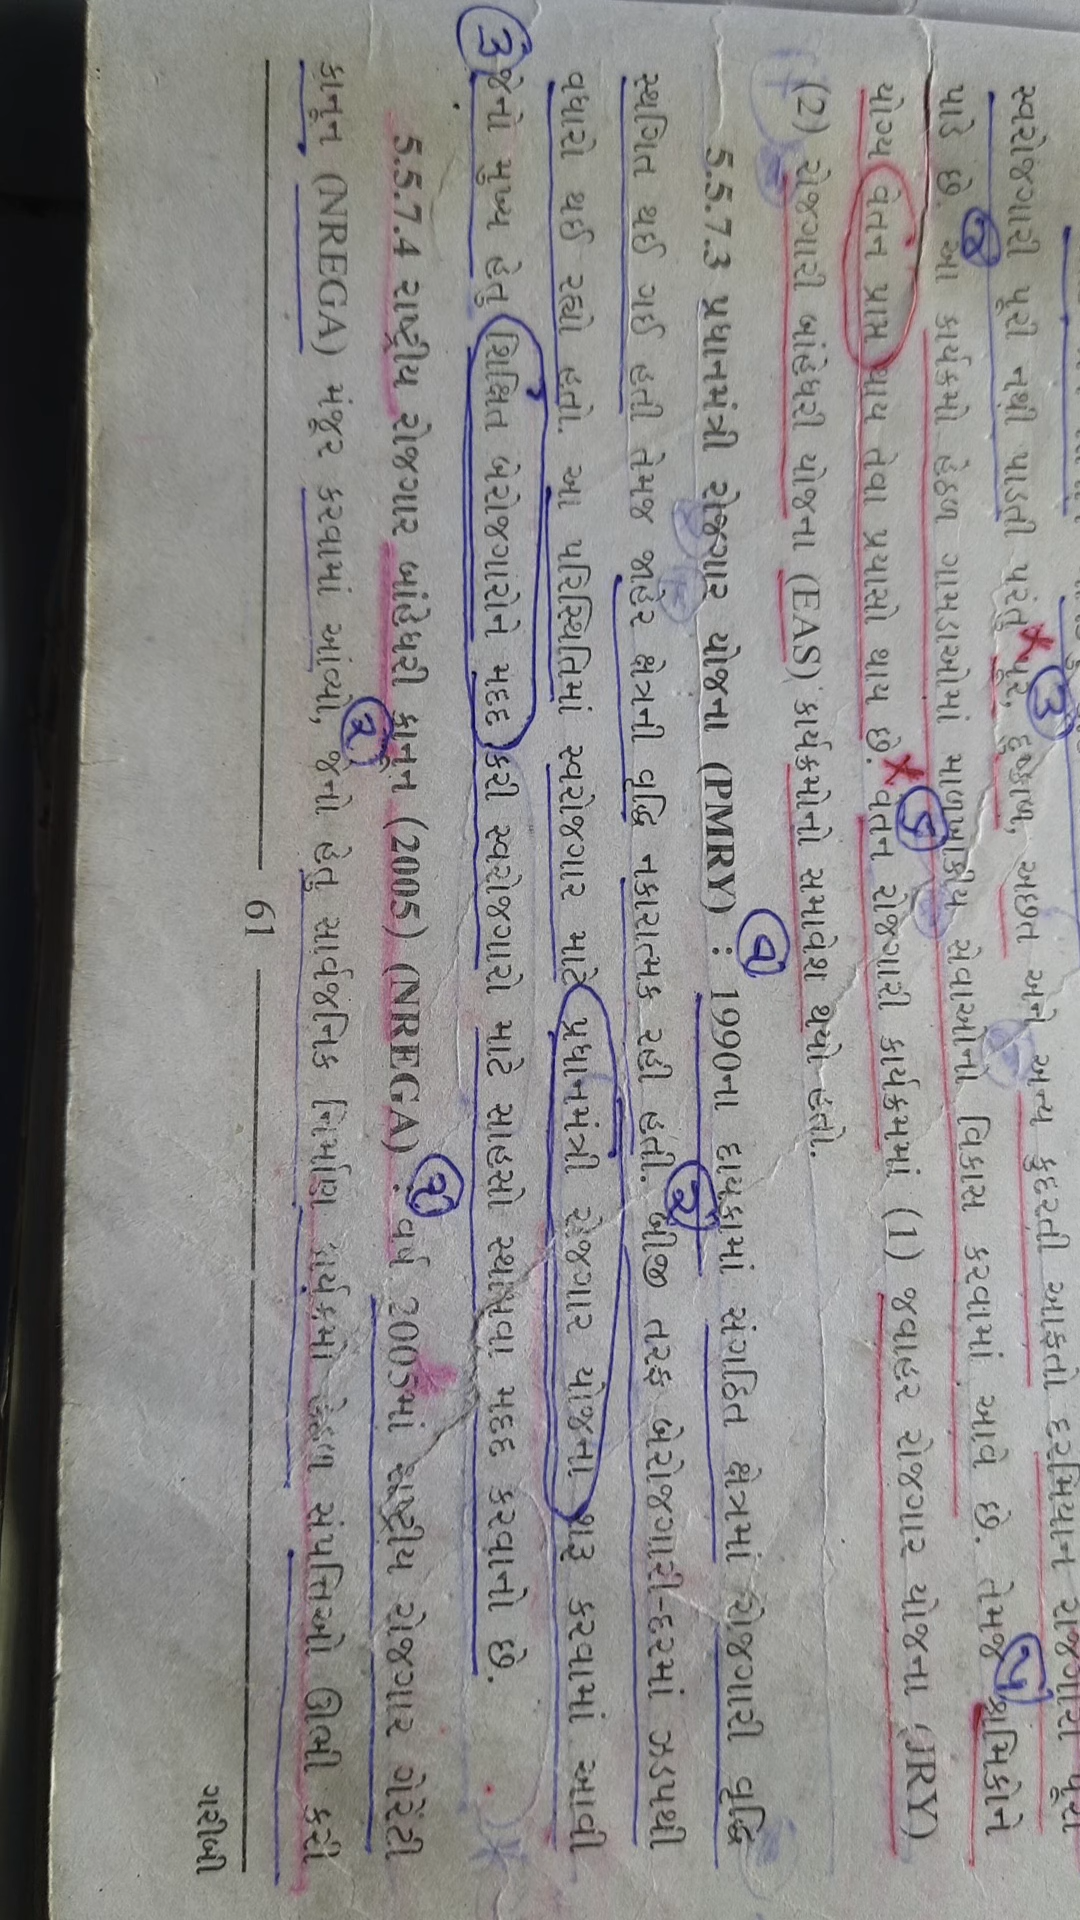 સ્વરોજગારી પૂરી નથી પાડતી પરંતુ પૂર, દુષ્કાળ, અછત અને અન્ય કુદરતી આફતો દરમિયાન રોજગારી પૂરી
પાડે છે. આ કાર્યક્રમો હેઠળ ગામડાઓમાં માળખાકીય સેવાઓનો વિકાસ કરવામાં આવે છે. તેમજ શ્રમિકોને
યોગ્ય વેતન પ્રાપ્ત થાય તેવા પ્રયાસો થાય છે. વેતન રોજગારી કાર્યક્રમમાં (1) જવાહર રોજગાર યોજના (JRY)
(2) રોજગારી બાંહેધરી યોજના (EAS) કાર્યક્રમોનો સમાવેશ થયો હતો.
5.5.7.3 પ્રધાનમંત્રી રોજગાર યોજના (PMRY) : 1990ના દાયકામાં સંગઠિત ક્ષેત્રમાં રોજગારી વૃદ્ધિ
સ્થગિત થઈ ગઈ હતી તેમજ જાહેર ક્ષેત્રની વૃદ્ધિ નકારાત્મક રહી હતી. બીજી તરફ બેરોજગારી-દરમાં ઝડપથી
વધારો થઈ રહ્યો હતો. આ પરિસ્થિતિમાં સ્વરોજગાર માટે પ્રધાનમંત્રી રોજગાર યોજના શરૂ કરવામાં આવી
જેનો મુખ્ય હેતુ શિક્ષિત બેરોજગારોને મદદ કરી સ્વરોજગારી માટે સાહસો સ્થાપવા મદદ કરવાનો છે.
5.5.7.4 રાષ્ટ્રીય રોજગાર બાંહેધરી કાનૂન (2005) (NREGA) : વર્ષ 2005માં રાષ્ટ્રીય રોજગાર ગેરંટી
કાનૂન (NREGA) મંજૂર કરવામાં આવ્યો, જેનો હેતુ સાર્વજનિક નિર્માણ કાર્યક્રમો હેઠળ સંપત્તિઓ ઊભી કરી
61
ગરીબી